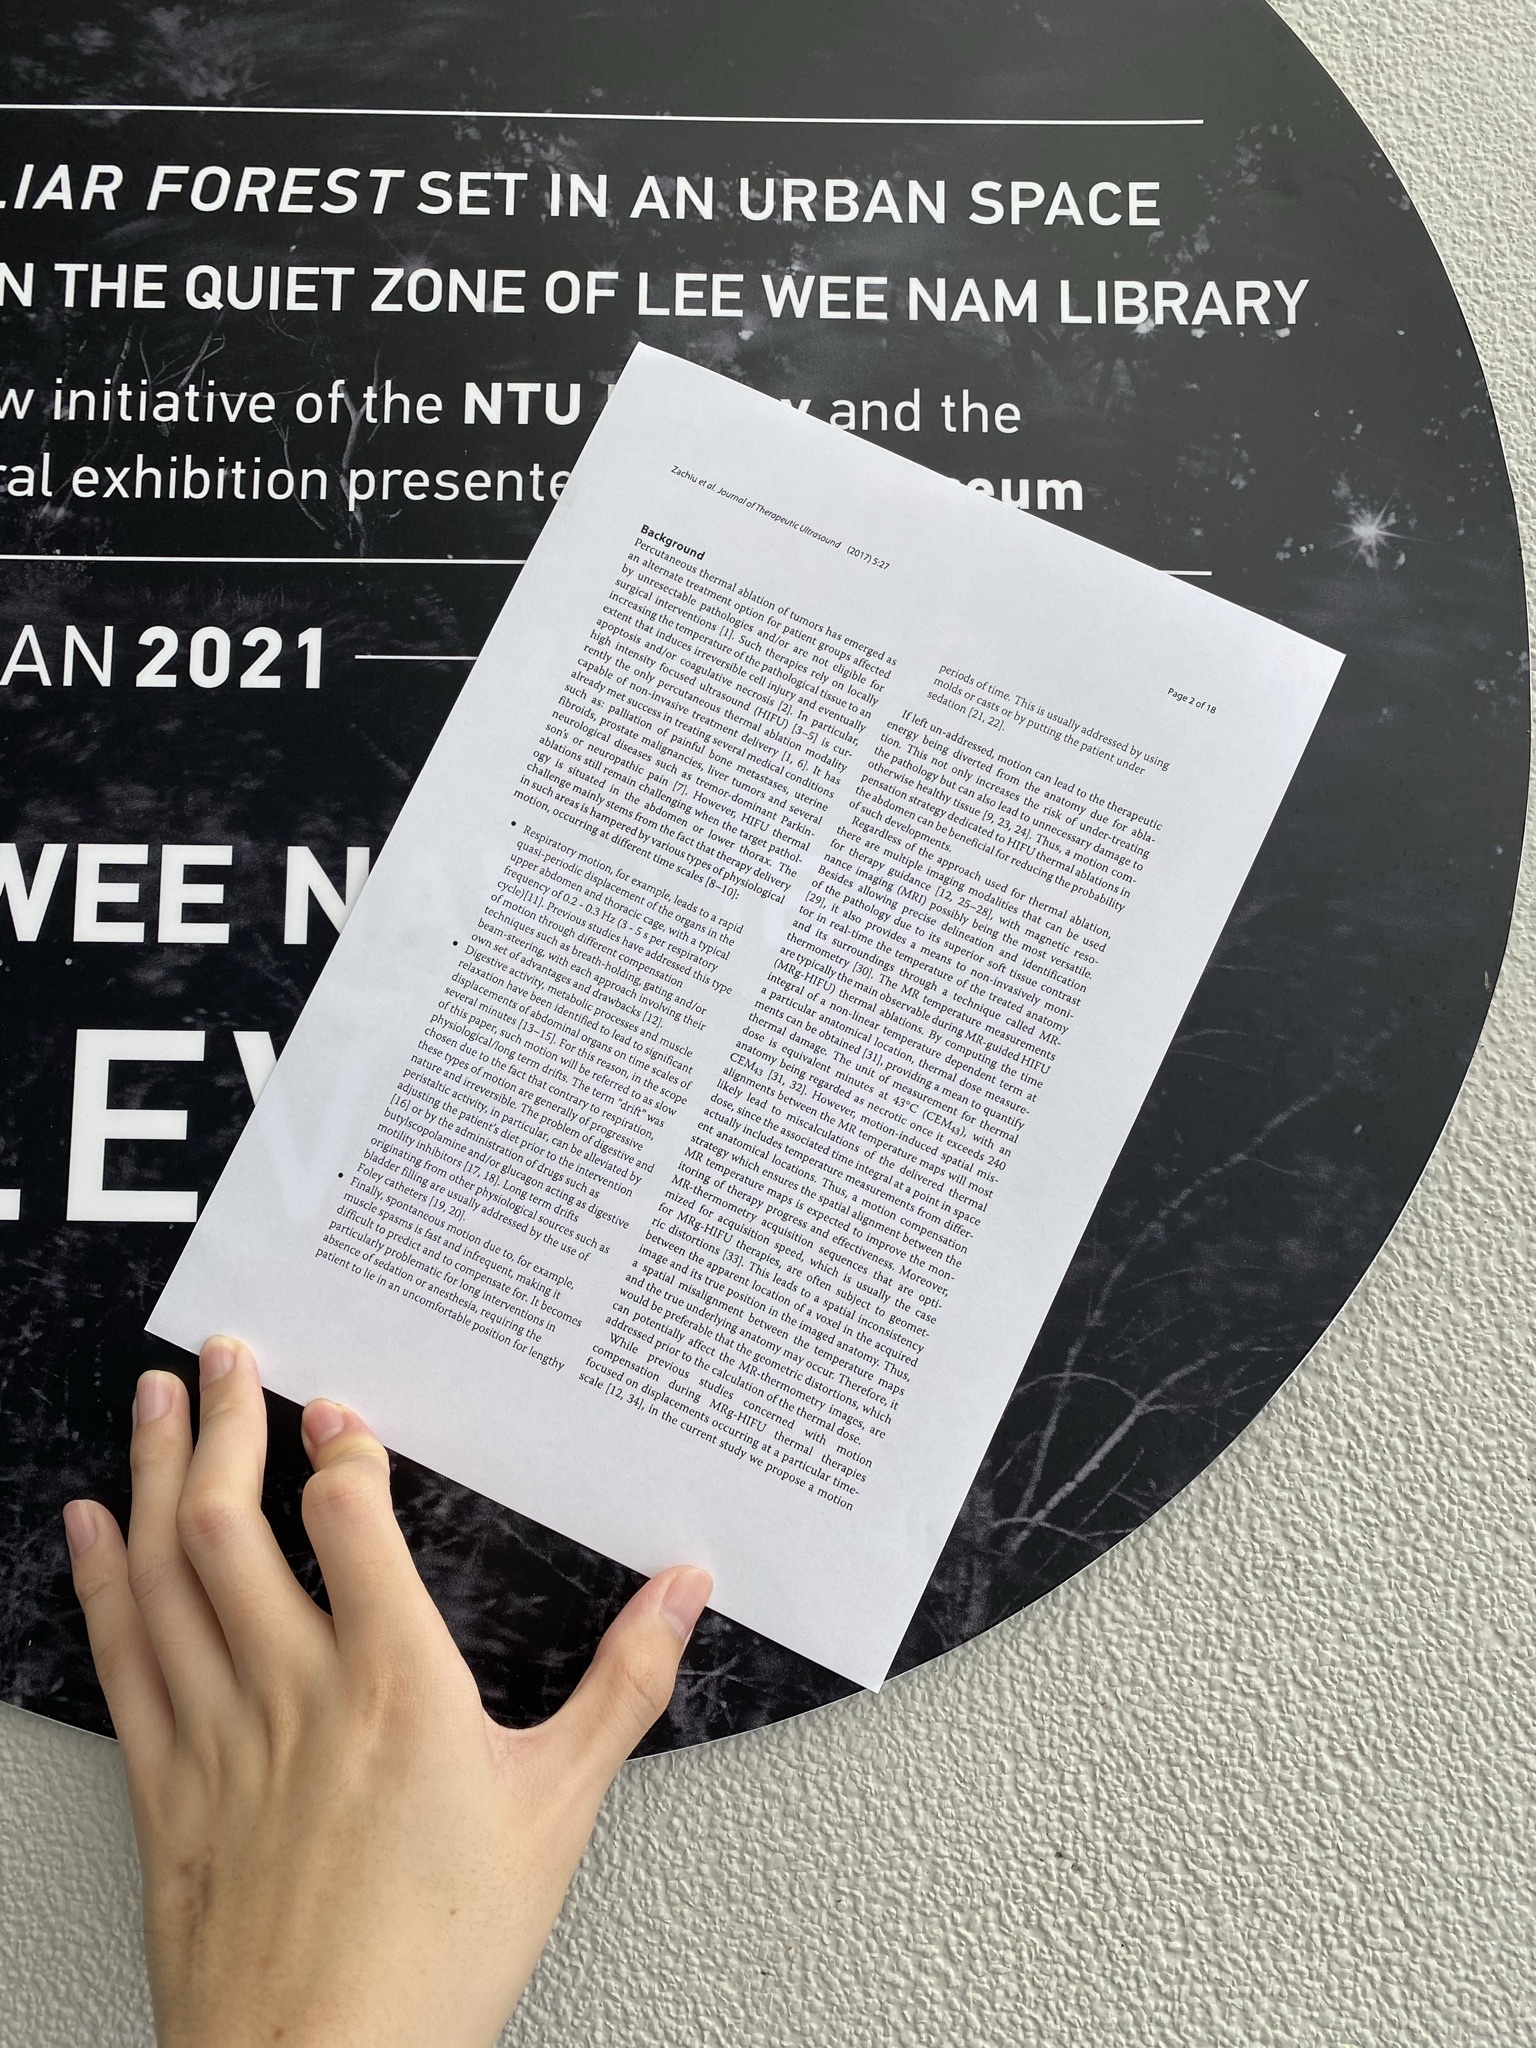 LIAR FOREST SET IN AN URBAN SPACE
N THE QUIET ZONE OF LEE WEE NAM LIBRARY
w initiative of the NTU and the
ral exhibition presente eum
AN 2021
WEE N
LEV
Zachiu et al. Journal of Therapeutic Ultrasound (2017) 5:27
Page 2 of 18
Background
Percutaneous thermal ablation of tumors has emerged as
an alternate treatment option for patient groups affected
by unresectable pathologies and/or are not eligible for
surgical interventions [1]. Such therapies rely on locally
increasing the temperature of the pathological tissue to an
extent that induces irreversible cell injury and eventually
apoptosis and/or coagulative necrosis [2]. In particular,
high intensity focused ultrasound (HIFU) [3–5] is cur-
rently the only percutaneous thermal ablation modality
capable of non-invasive treatment delivery [1, 6]. It has
already met success in treating several medical conditions
such as: palliation of painful bone metastases, uterine
fibroids, prostate malignancies, liver tumors and several
neurological diseases such as tremor-dominant Parkin-
son's or neuropathic pain [7]. However, HIFU thermal
ablations still remain challenging when the target pathol-
ogy is situated in the abdomen or lower thorax. The
challenge mainly stems from the fact that therapy delivery
in such areas is hampered by various types of physiological
motion, occurring at different time scales [8–10]:
• Respiratory motion, for example, leads to a rapid
quasi-periodic displacement of the organs in the
upper abdomen and thoracic cage, with a typical
frequency of 0.2 - 0.3 Hz (3 - 5 s per respiratory
cycle)[11]. Previous studies have addressed this type
of motion through different compensation
techniques such as breath-holding, gating and/or
beam-steering, with each approach involving their
own set of advantages and drawbacks [12].
• Digestive activity, metabolic processes and muscle
relaxation have been identified to lead to significant
displacements of abdominal organs on time scales of
several minutes [13–15]. For this reason, in the scope
of this paper, such motion will be referred to as slow
physiological/long term drifts. The term "drift" was
chosen due to the fact that contrary to respiration,
these types of motion are generally of progressive
nature and irreversible. The problem of digestive and
peristaltic activity, in particular, can be alleviated by
adjusting the patient's diet prior to the intervention
[16] or by the administration of drugs such as
butylscopolamine and/or glucagon acting as digestive
motility inhibitors [17, 18]. Long term drifts
originating from other physiological sources such as
bladder filling are usually addressed by the use of
Foley catheters [19, 20].
• Finally, spontaneous motion due to, for example,
muscle spasms is fast and infrequent, making it
difficult to predict and to compensate for. It becomes
particularly problematic for long interventions in
absence of sedation or anesthesia, requiring the
patient to lie in an uncomfortable position for lengthy
periods of time. This is usually addressed by using
molds or casts or by putting the patient under
sedation [21, 22].
If left un-addressed, motion can lead to the therapeutic
energy being diverted from the anatomy due for abla-
tion. This not only increases the risk of under-treating
the pathology but can also lead to unnecessary damage to
otherwise healthy tissue [9, 23, 24]. Thus, a motion com-
pensation strategy dedicated to HIFU thermal ablations in
the abdomen can be beneficial for reducing the probability
of such developments.
Regardless of the approach used for thermal ablation,
there are multiple imaging modalities that can be used
for therapy guidance [12, 25–28], with magnetic reso-
nance imaging (MRI) possibly being the most versatile.
Besides allowing precise delineation and identification
of the pathology due to its superior soft tissue contrast
[29], it also provides a means to non-invasively moni-
tor in real-time the temperature of the treated anatomy
and its surroundings through a technique called MR-
thermometry [30]. The MR temperature measurements
are typically the main observable during MR-guided HIFU
(MRg-HIFU) thermal ablations. By computing the time
integral of a non-linear temperature dependent term at
a particular anatomical location, thermal dose measure-
ments can be obtained [31], providing a mean to quantify
thermal damage. The unit of measurement for thermal
dose is equivalent minutes at 43°C (CEM43), with an
anatomy being regarded as necrotic once it exceeds 240
CEM43 [31, 32]. However, motion-induced spatial mis-
alignments between the MR temperature maps will most
likely lead to miscalculations of the delivered thermal
dose, since the associated time integral at a point in space
actually includes temperature measurements from differ-
ent anatomical locations. Thus, a motion compensation
strategy which ensures the spatial alignment between the
MR temperature maps is expected to improve the mon-
itoring of therapy progress and effectiveness. Moreover,
MR-thermometry acquisition sequences that are opti-
mized for acquisition speed, which is usually the case
for MRg-HIFU therapies, are often subject to geomet-
ric distortions [33]. This leads to a spatial inconsistency
between the apparent location of a voxel in the acquired
image and its true position in the imaged anatomy. Thus,
a spatial misalignment between the temperature maps
and the true underlying anatomy may occur. Therefore, it
would be preferable that the geometric distortions, which
can potentially affect the MR-thermometry images, are
addressed prior to the calculation of the thermal dose.
While previous studies concerned with motion
compensation during MRg-HIFU thermal therapies
focused on displacements occurring at a particular time-
scale [12, 34], in the current study we propose a motion